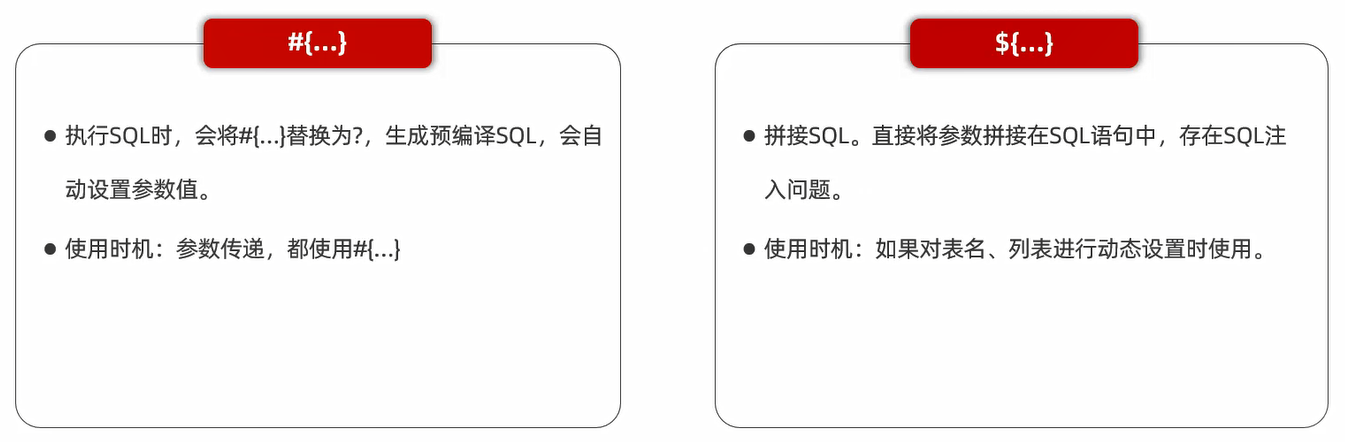 #{…}
● 执行SQL时，会将#{…}替换为?，生成预编译SQL，会自
动设置参数值。
● 使用时机：参数传递，都使用#{…}
${…}
● 拼接SQL。直接将参数拼接在SQL语句中，存在SQL注
入问题。
● 使用时机：如果对表名、列表进行动态设置时使用。